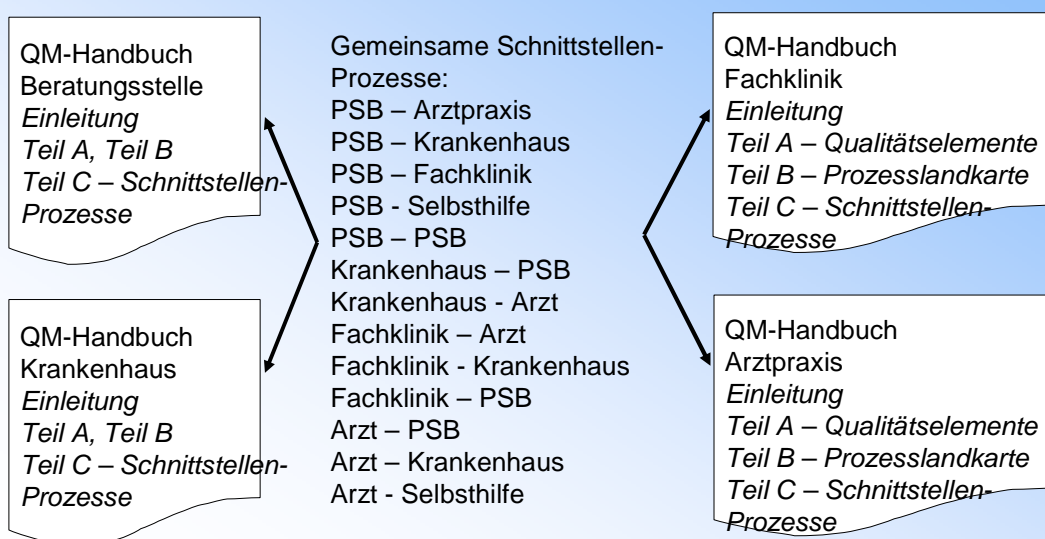 QM-Handbuch
Beratungsstelle
Einleitung
Teil A, Teil B
Teil C – Schnittstellen-
Prozesse
QM-Handbuch
Krankenhaus
Einleitung
Teil A, Teil B
Teil C – Schnittstellen-
Prozesse
Gemeinsame Schnittstellen-
Prozesse:
PSB – Arztpraxis
PSB – Krankenhaus
PSB – Fachklinik
PSB - Selbsthilfe
PSB – PSB
Krankenhaus – PSB
Krankenhaus - Arzt
Fachklinik – Arzt
Fachklinik - Krankenhaus
Fachklinik – PSB
Arzt – PSB
Arzt – Krankenhaus
Arzt - Selbsthilfe
QM-Handbuch
Fachklinik
Einleitung
Teil A – Qualitätselemente
Teil B – Prozesslandkarte
Teil C – Schnittstellen-
Prozesse
QM-Handbuch
Arztpraxis
Einleitung
Teil A – Qualitätselemente
Teil B – Prozesslandkarte
Teil C – Schnittstellen-
Prozesse